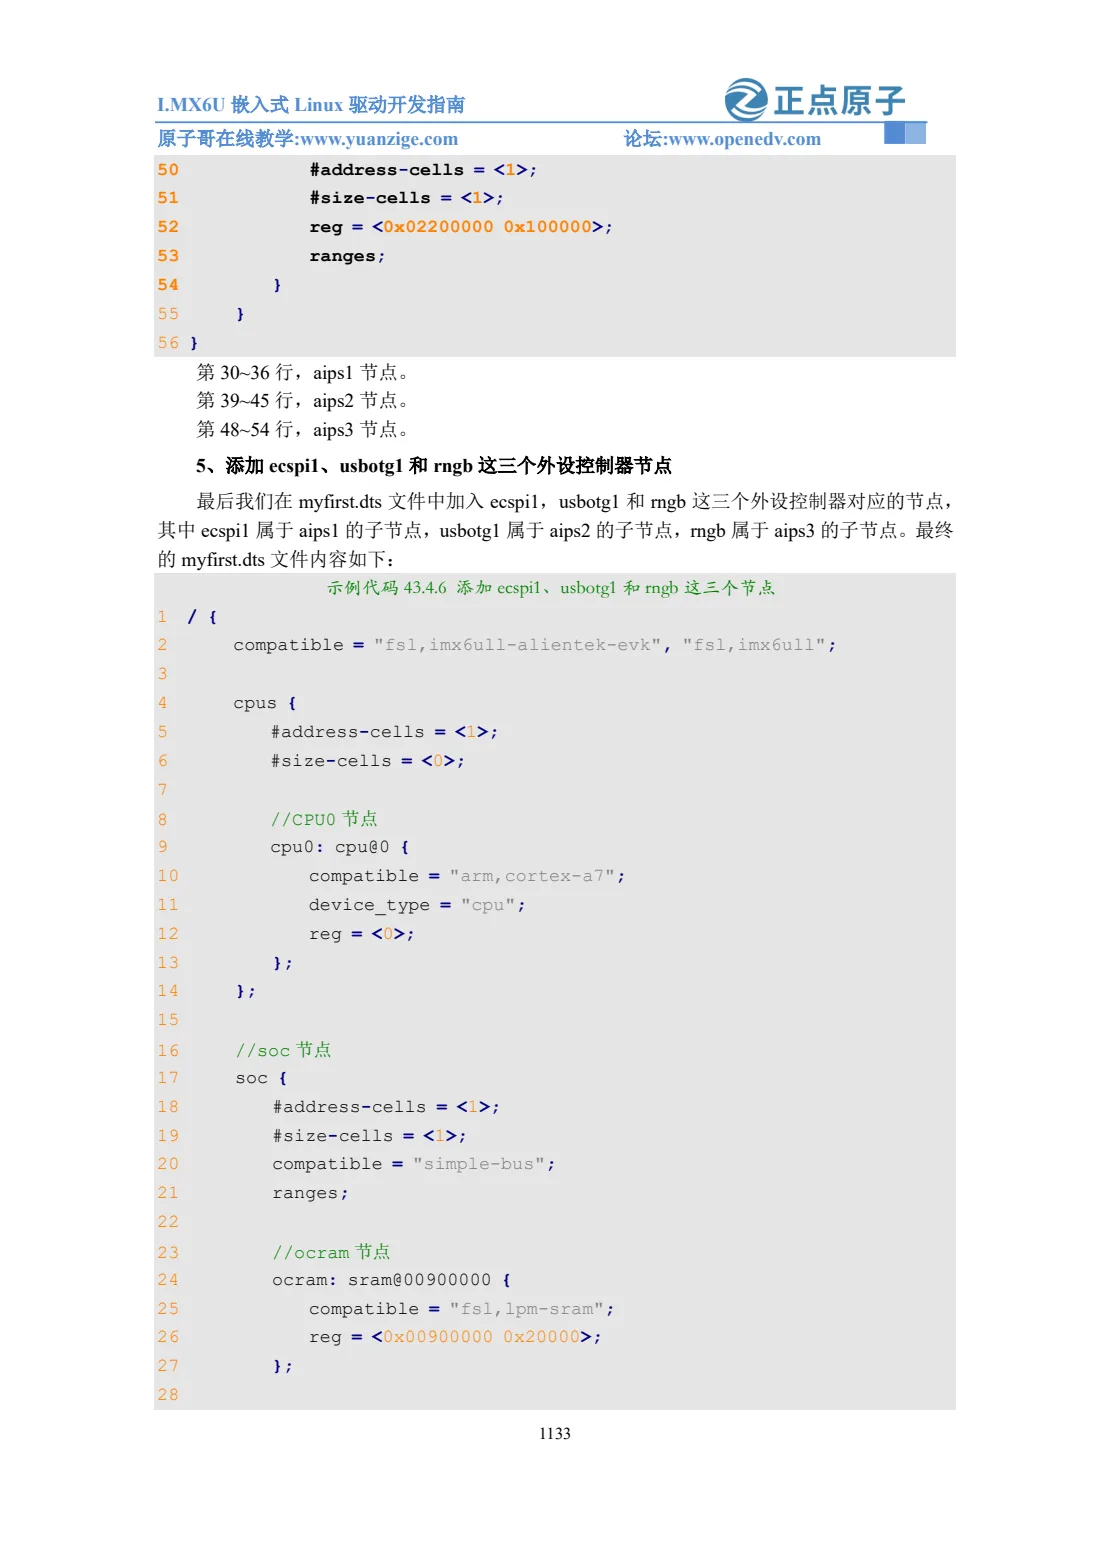 I.MX6U 嵌入式 Linux 驱动开发指南
正点原子
原子哥在线教学:www.yuanzige.com 论坛:www.openedv.com
50 #address-cells = <1>;
51 #size-cells = <1>;
52 reg = <0x02200000 0x100000>;
53 ranges;
54 }
55 }
56 }
第 30~36 行，aips1 节点。
第 39~45 行，aips2 节点。
第 48~54 行，aips3 节点。
5、添加 ecspi1、usbotg1 和 rngb 这三个外设控制器节点
最后我们在 myfirst.dts 文件中加入 ecspi1，usbotg1 和 rngb 这三个外设控制器对应的节点，
其中 ecspi1 属于 aips1 的子节点，usbotg1 属于 aips2 的子节点，rngb 属于 aips3 的子节点。最终
的 myfirst.dts 文件内容如下：
示例代码 43.4.6 添加 ecspi1、usbotg1 和 rngb 这三个节点
1 / {
2 compatible = "fsl,imx6ull-alientek-evk", "fsl,imx6ull";
3
4 cpus {
5 #address-cells = <1>;
6 #size-cells = <0>;
7
8 //CPU0 节点
9 cpu0: cpu@0 {
10 compatible = "arm,cortex-a7";
11 device_type = "cpu";
12 reg = <0>;
13 };
14 };
15
16 //soc 节点
17 soc {
18 #address-cells = <1>;
19 #size-cells = <1>;
20 compatible = "simple-bus";
21 ranges;
22
23 //ocram 节点
24 ocram: sram@00900000 {
25 compatible = "fsl,lpm-sram";
26 reg = <0x00900000 0x20000>;
27 };
28
1133